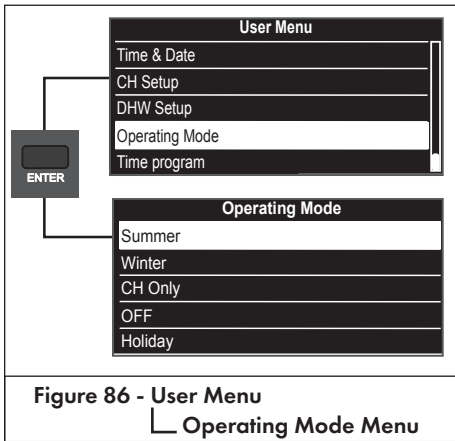 User Menu
Time & Date
CH Setup
DHW Setup
Operating Mode
Time program
ENTER
Operating Mode
Summer
Winter
CH Only
OFF
Holiday
Figure 86 - User Menu
Operating Mode Menu